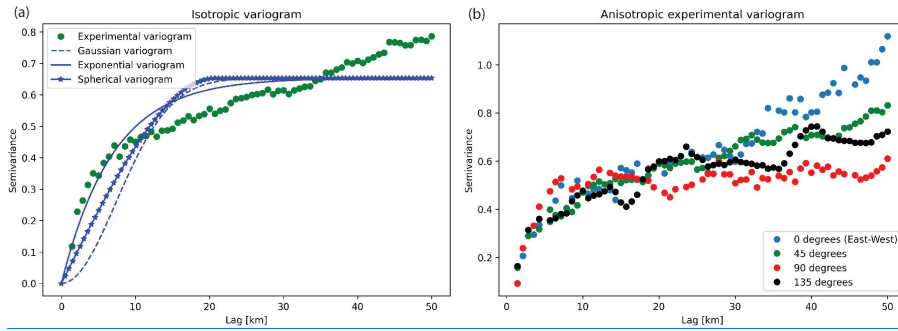 (a)
Isotropic variogram
0.8
0.7
0.6
0.5
0.4
0.3
0.2
0.1
0.0
Semivariance
Experimental variogram
Gaussian variogram
Exponential variogram
Spherical variogram
0 10 20 30 40 50
Lag [km]
(b)
Anisotropic experimental variogram
1.0
0.8
0.6
0.4
0.2
Semivariance
0 degrees (East-West)
45 degrees
90 degrees
135 degrees
0 10 20 30 40 50
Lag [km]